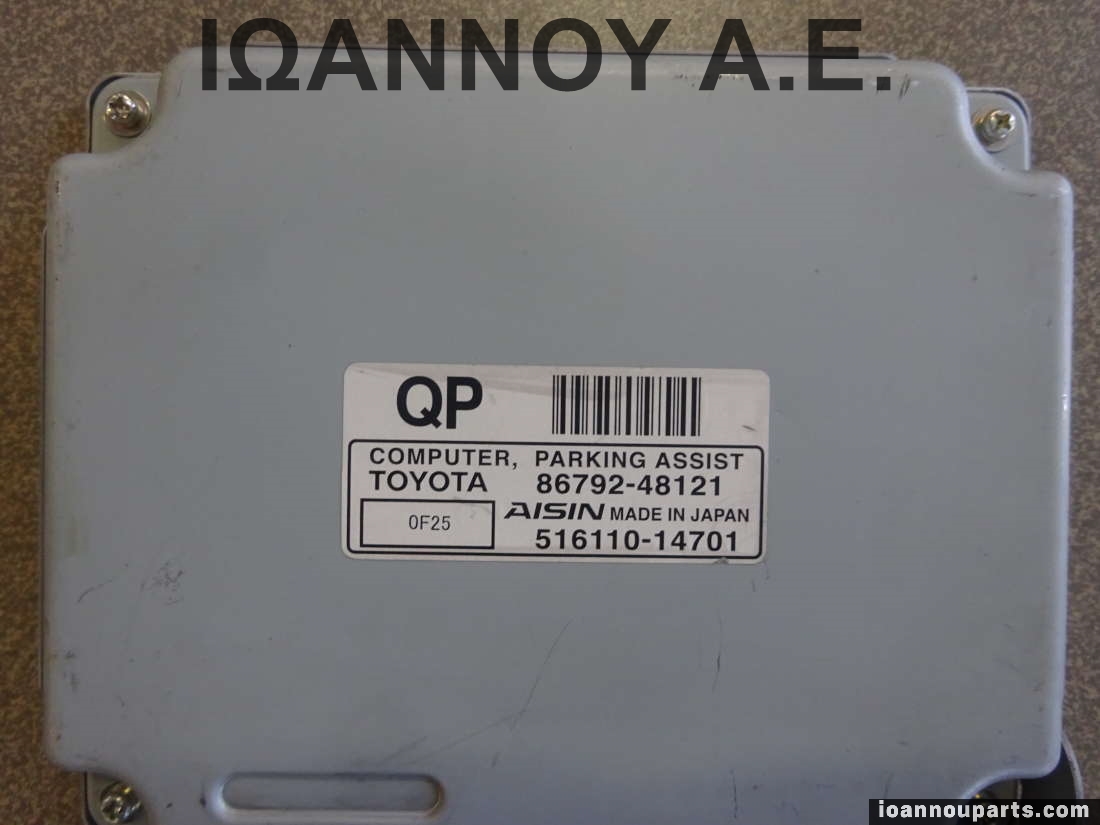 ΙΩΑΝΝΟΥ Α.Ε.
QP
COMPUTER, PARKING ASSIST
TOYOTA 86792-48121
0F25
AISIN MADE IN JAPAN
516110-14701
ioannouparts.com